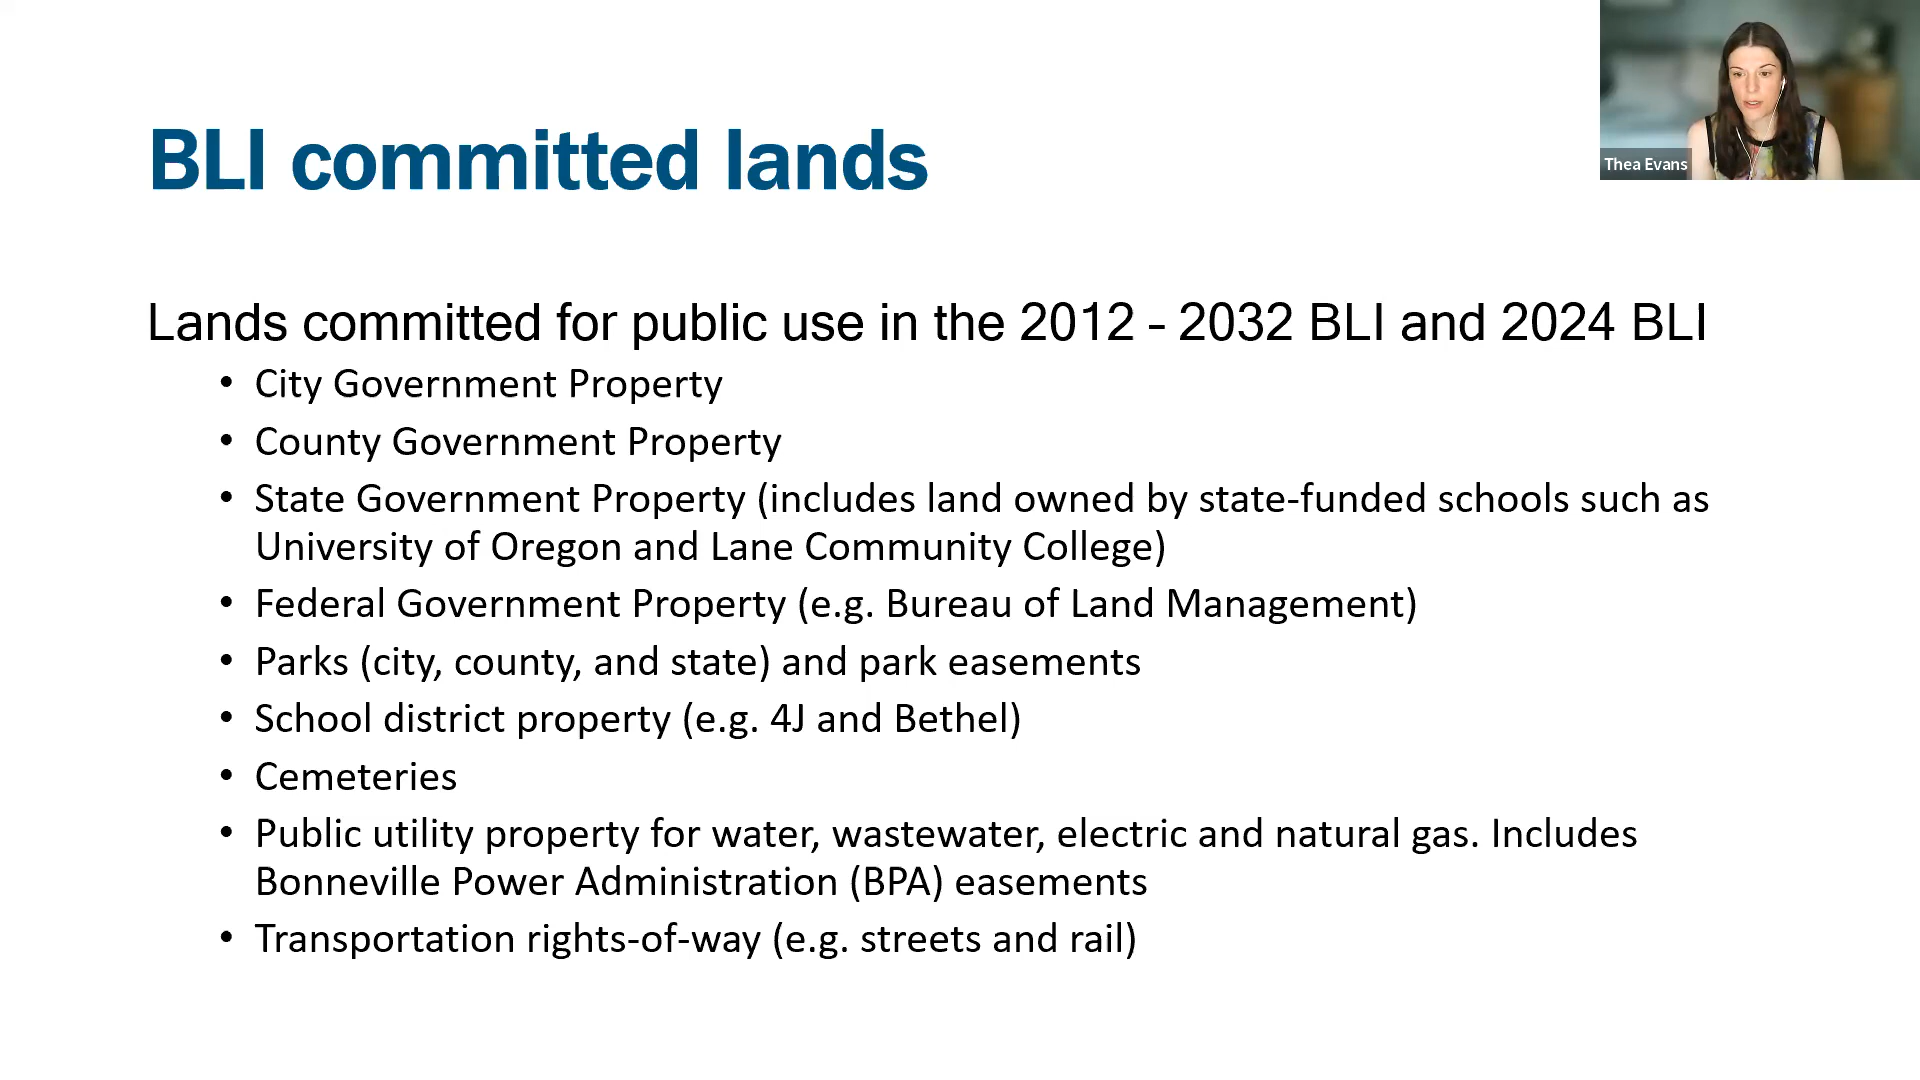 BLI committed lands
Thea Evans
Lands committed for public use in the 2012 - 2032 BLI and 2024 BLI
• City Government Property
• County Government Property
• State Government Property (includes land owned by state-funded schools such as
University of Oregon and Lane Community College)
• Federal Government Property (e.g. Bureau of Land Management)
• Parks (city, county, and state) and park easements
• School district property (e.g. 4J and Bethel)
• Cemeteries
• Public utility property for water, wastewater, electric and natural gas. Includes
Bonneville Power Administration (BPA) easements
• Transportation rights-of-way (e.g. streets and rail)